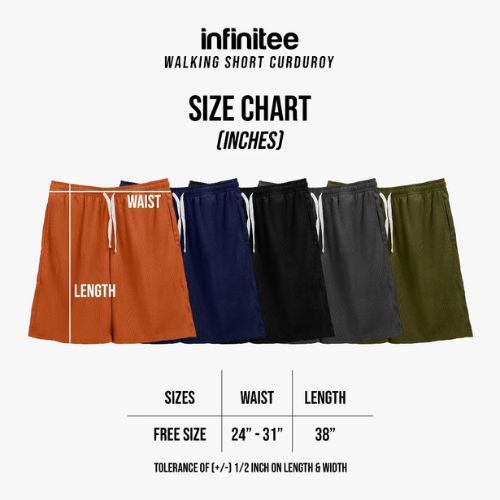 infinitee
WALKING SHORT CURDUROY
SIZE CHART
(INCHES)
WAIST
LENGTH
SIZES WAIST LENGTH
FREE SIZE 24” - 31” 38”
TOLERANCE OF (+/-) 1/2 INCH ON LENGTH & WIDTH